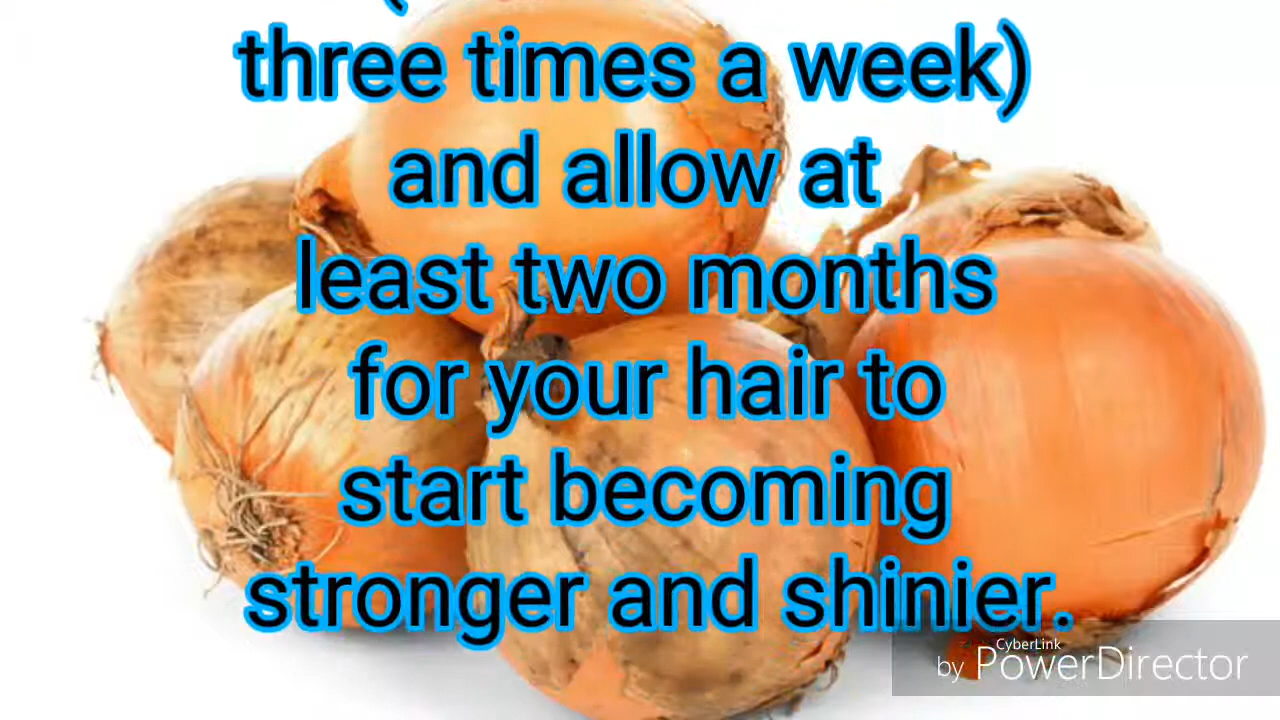 three times a week)
and allow at
least two months
for your hair to
start becoming
stronger and shinier.
CyberLink
by PowerDirector